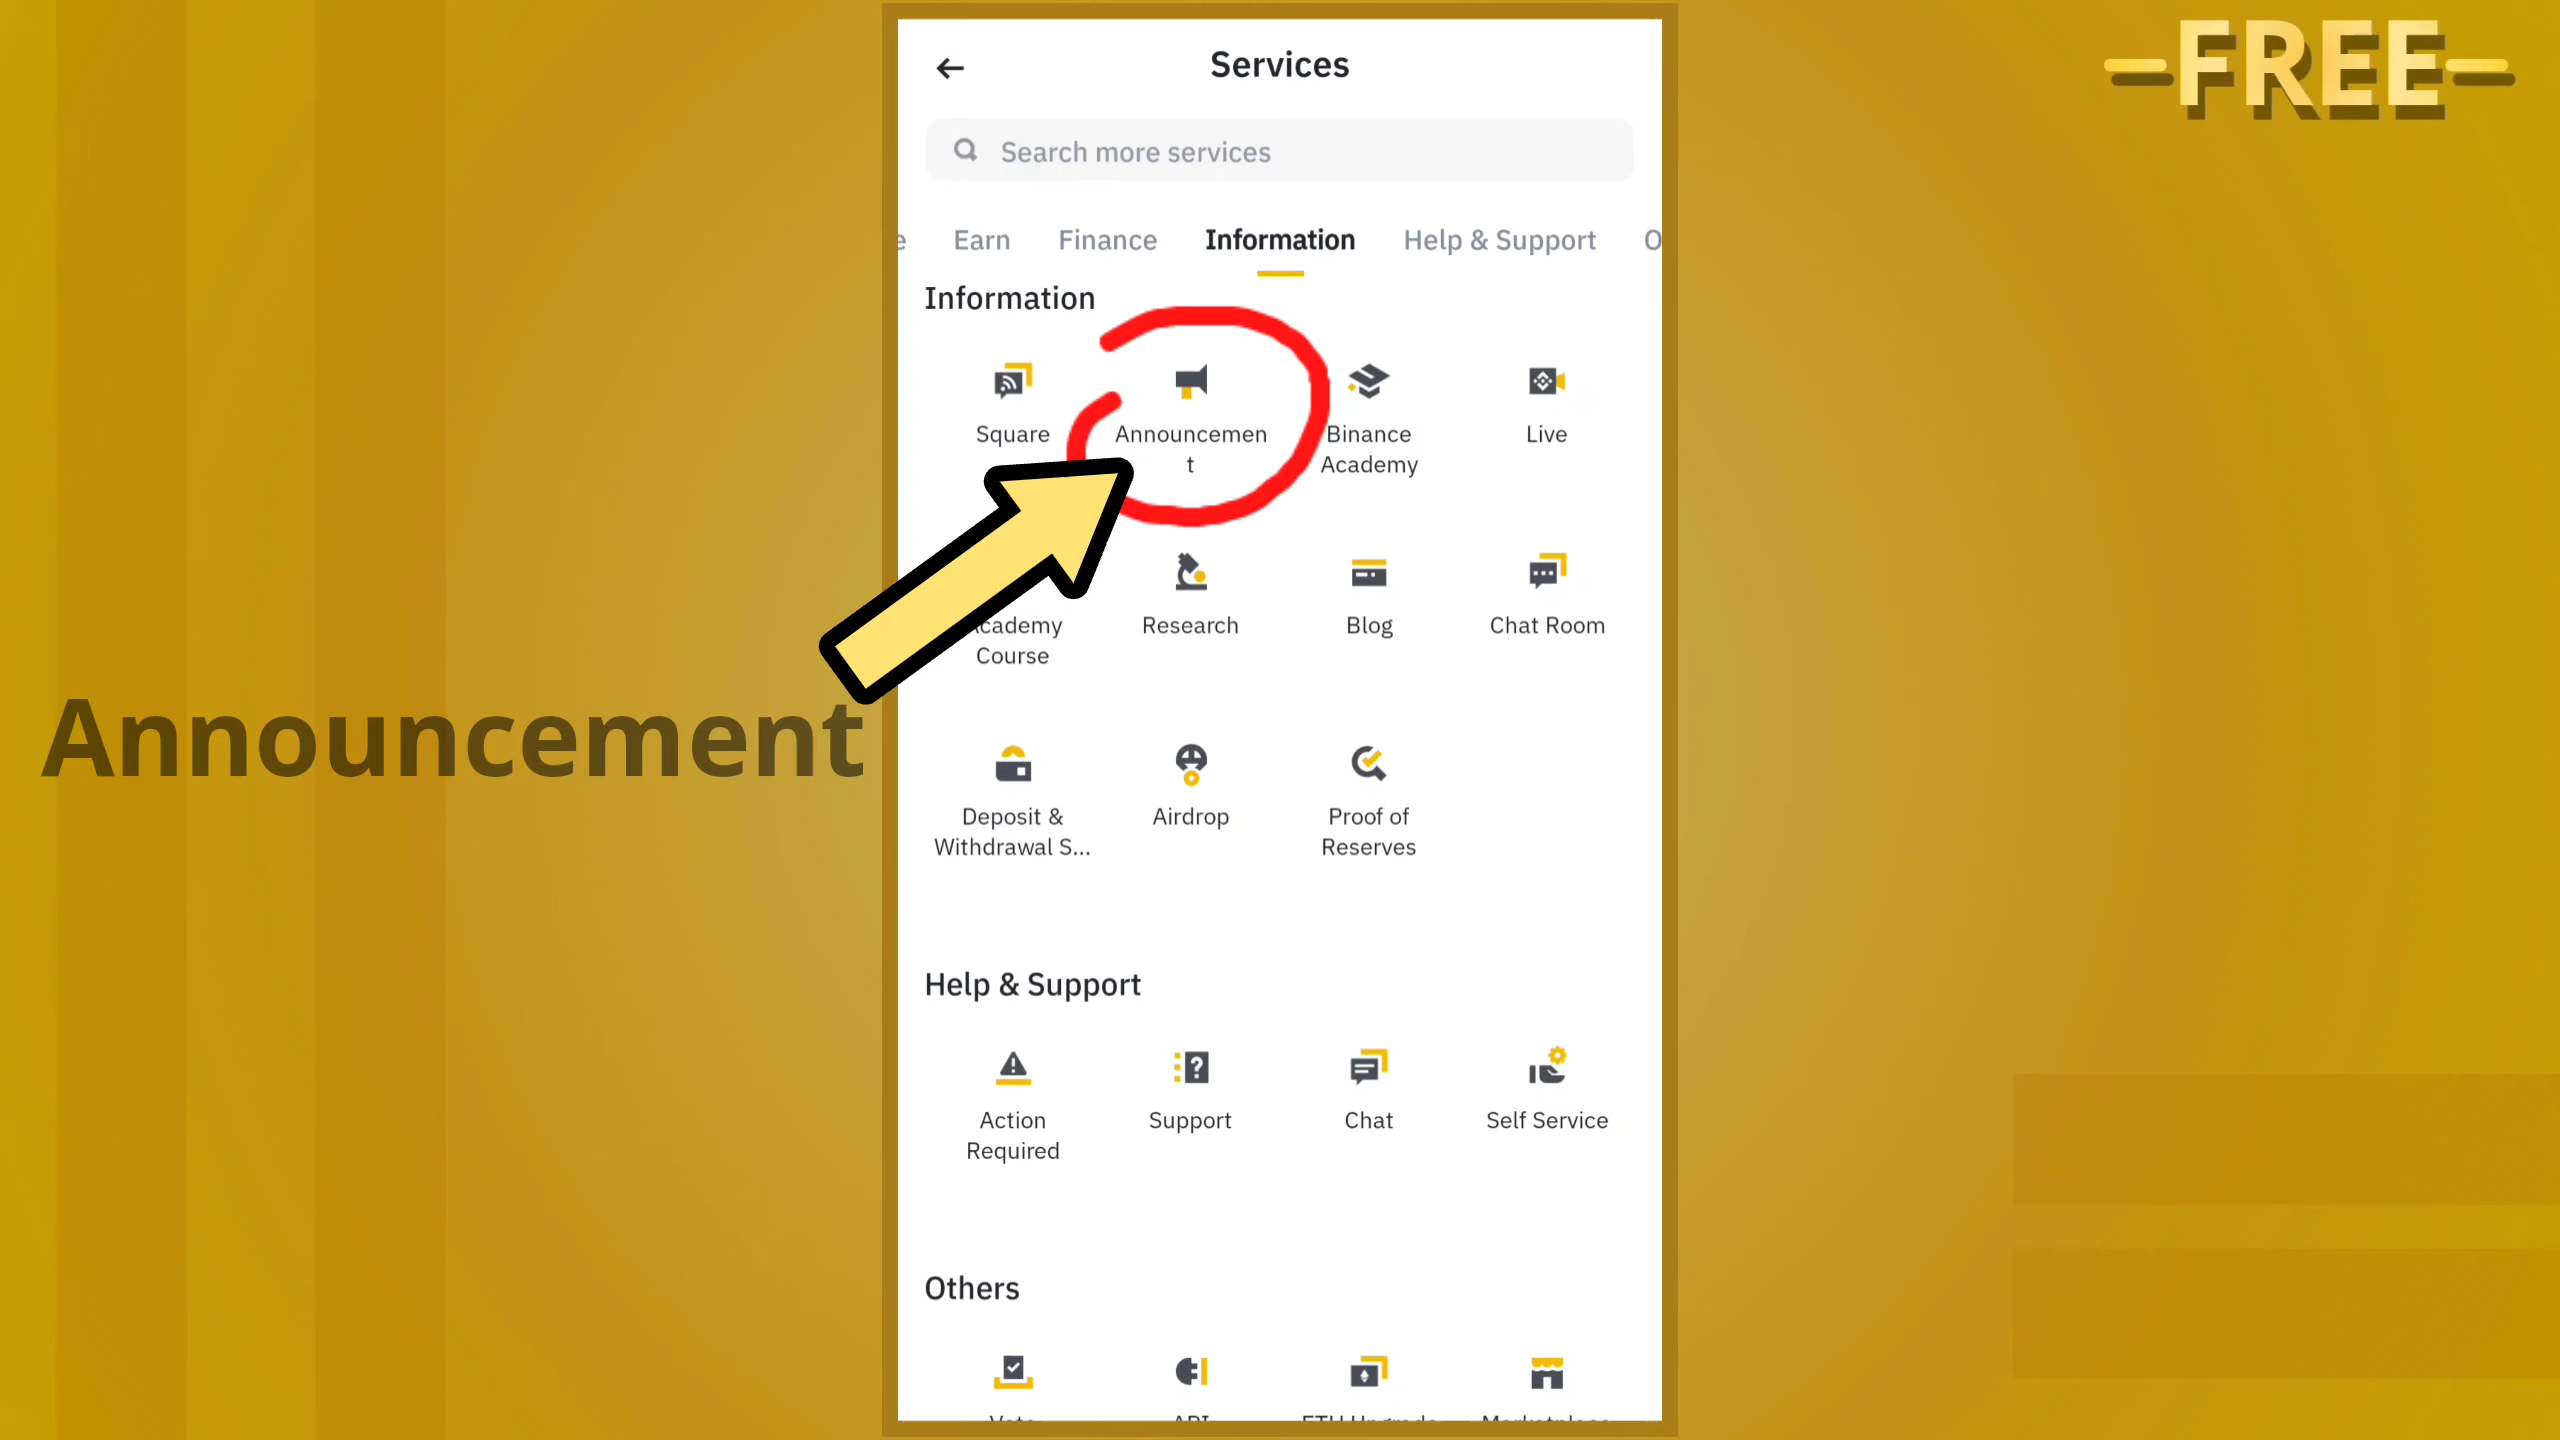 FREE
Services
Search more services
Earn Finance Information Help & Support
Information
Square Announcemen Binance Live
t Academy
Research Blog Chat Room
Course
Announcement
Deposit & Airdrop Proof of
Withdrawal S... Reserves
Help & Support
Action Support Chat Self Service
Required
Others